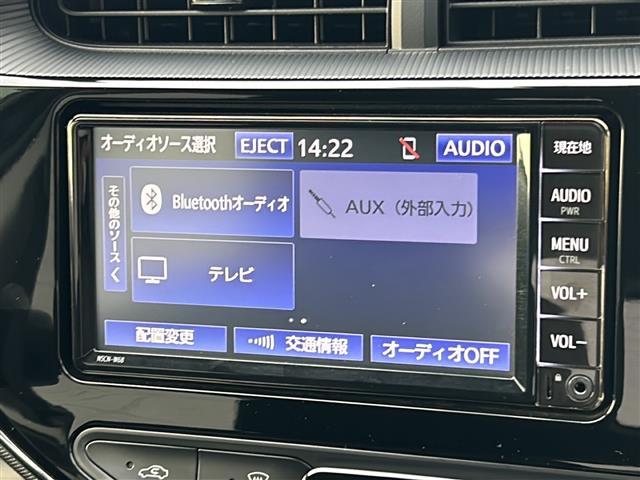 オーディオソース選択 EJECT 14:22 AUDIO
現在地
その他のソース
Bluetoothオーディオ
AUX (外部入力)
AUDIO
PWR
MENU
CTRL
テレビ
VOL+
配置変更
交通情報
オーディオOFF
VOL-
NSCN-W68